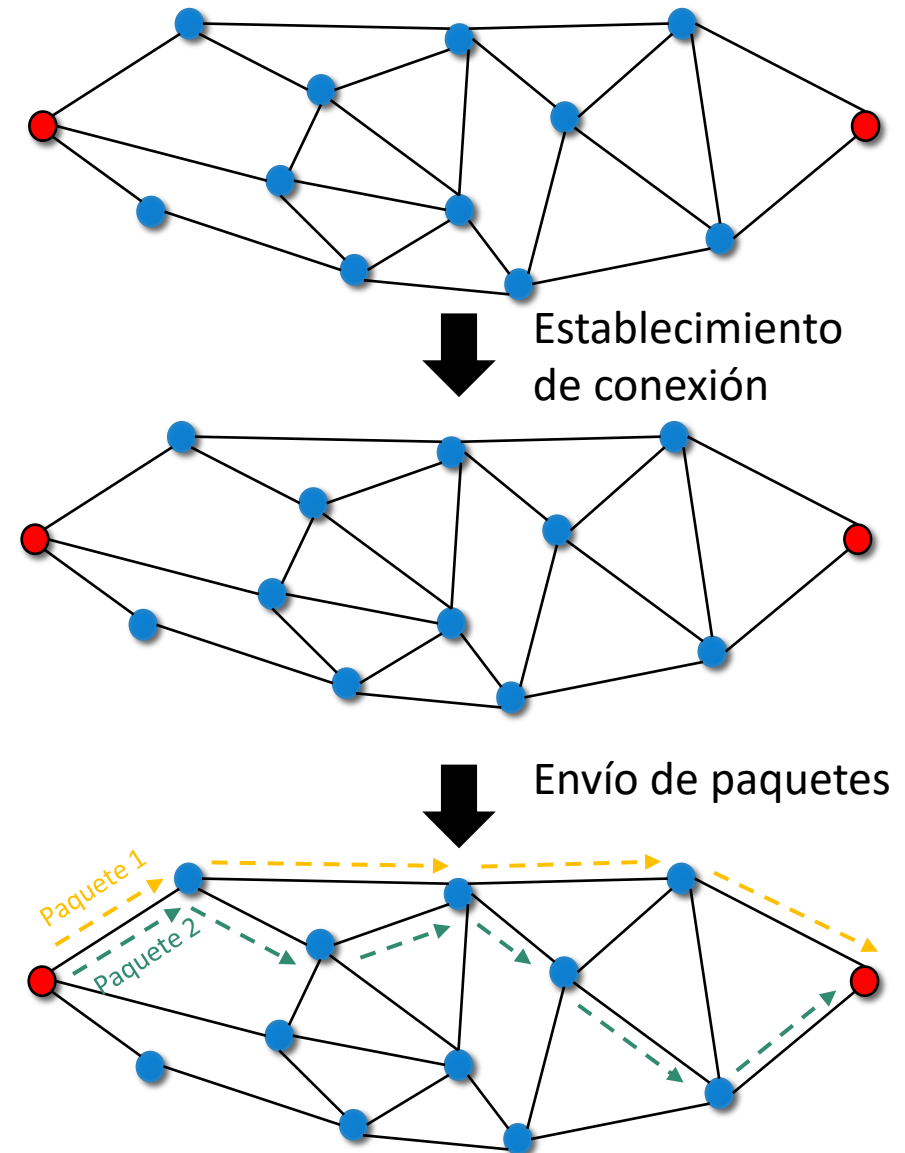 Establecimiento
de conexión
Envío de paquetes
Paquete 1
Paquete 2